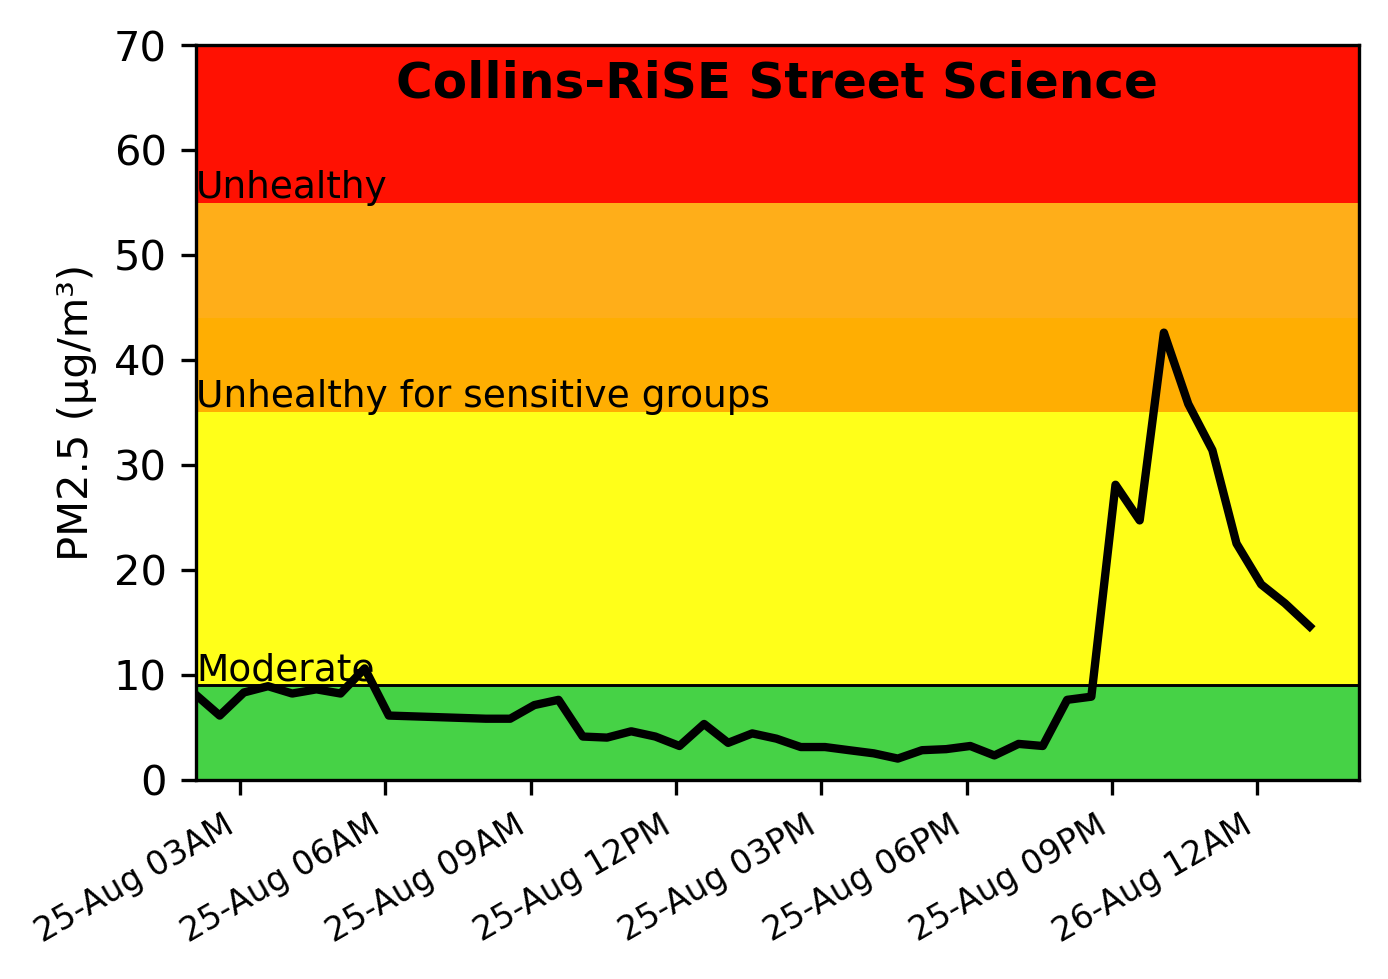 Collins-RiSE Street Science
70
60
Unhealthy
50
40
Unhealthy for sensitive groups
30
20
10
Moderate
0
PM2.5 (µg/m³)
25-Aug 03AM
25-Aug 06AM
25-Aug 09AM
25-Aug 12PM
25-Aug 03PM
25-Aug 06PM
25-Aug 09PM
26-Aug 12AM